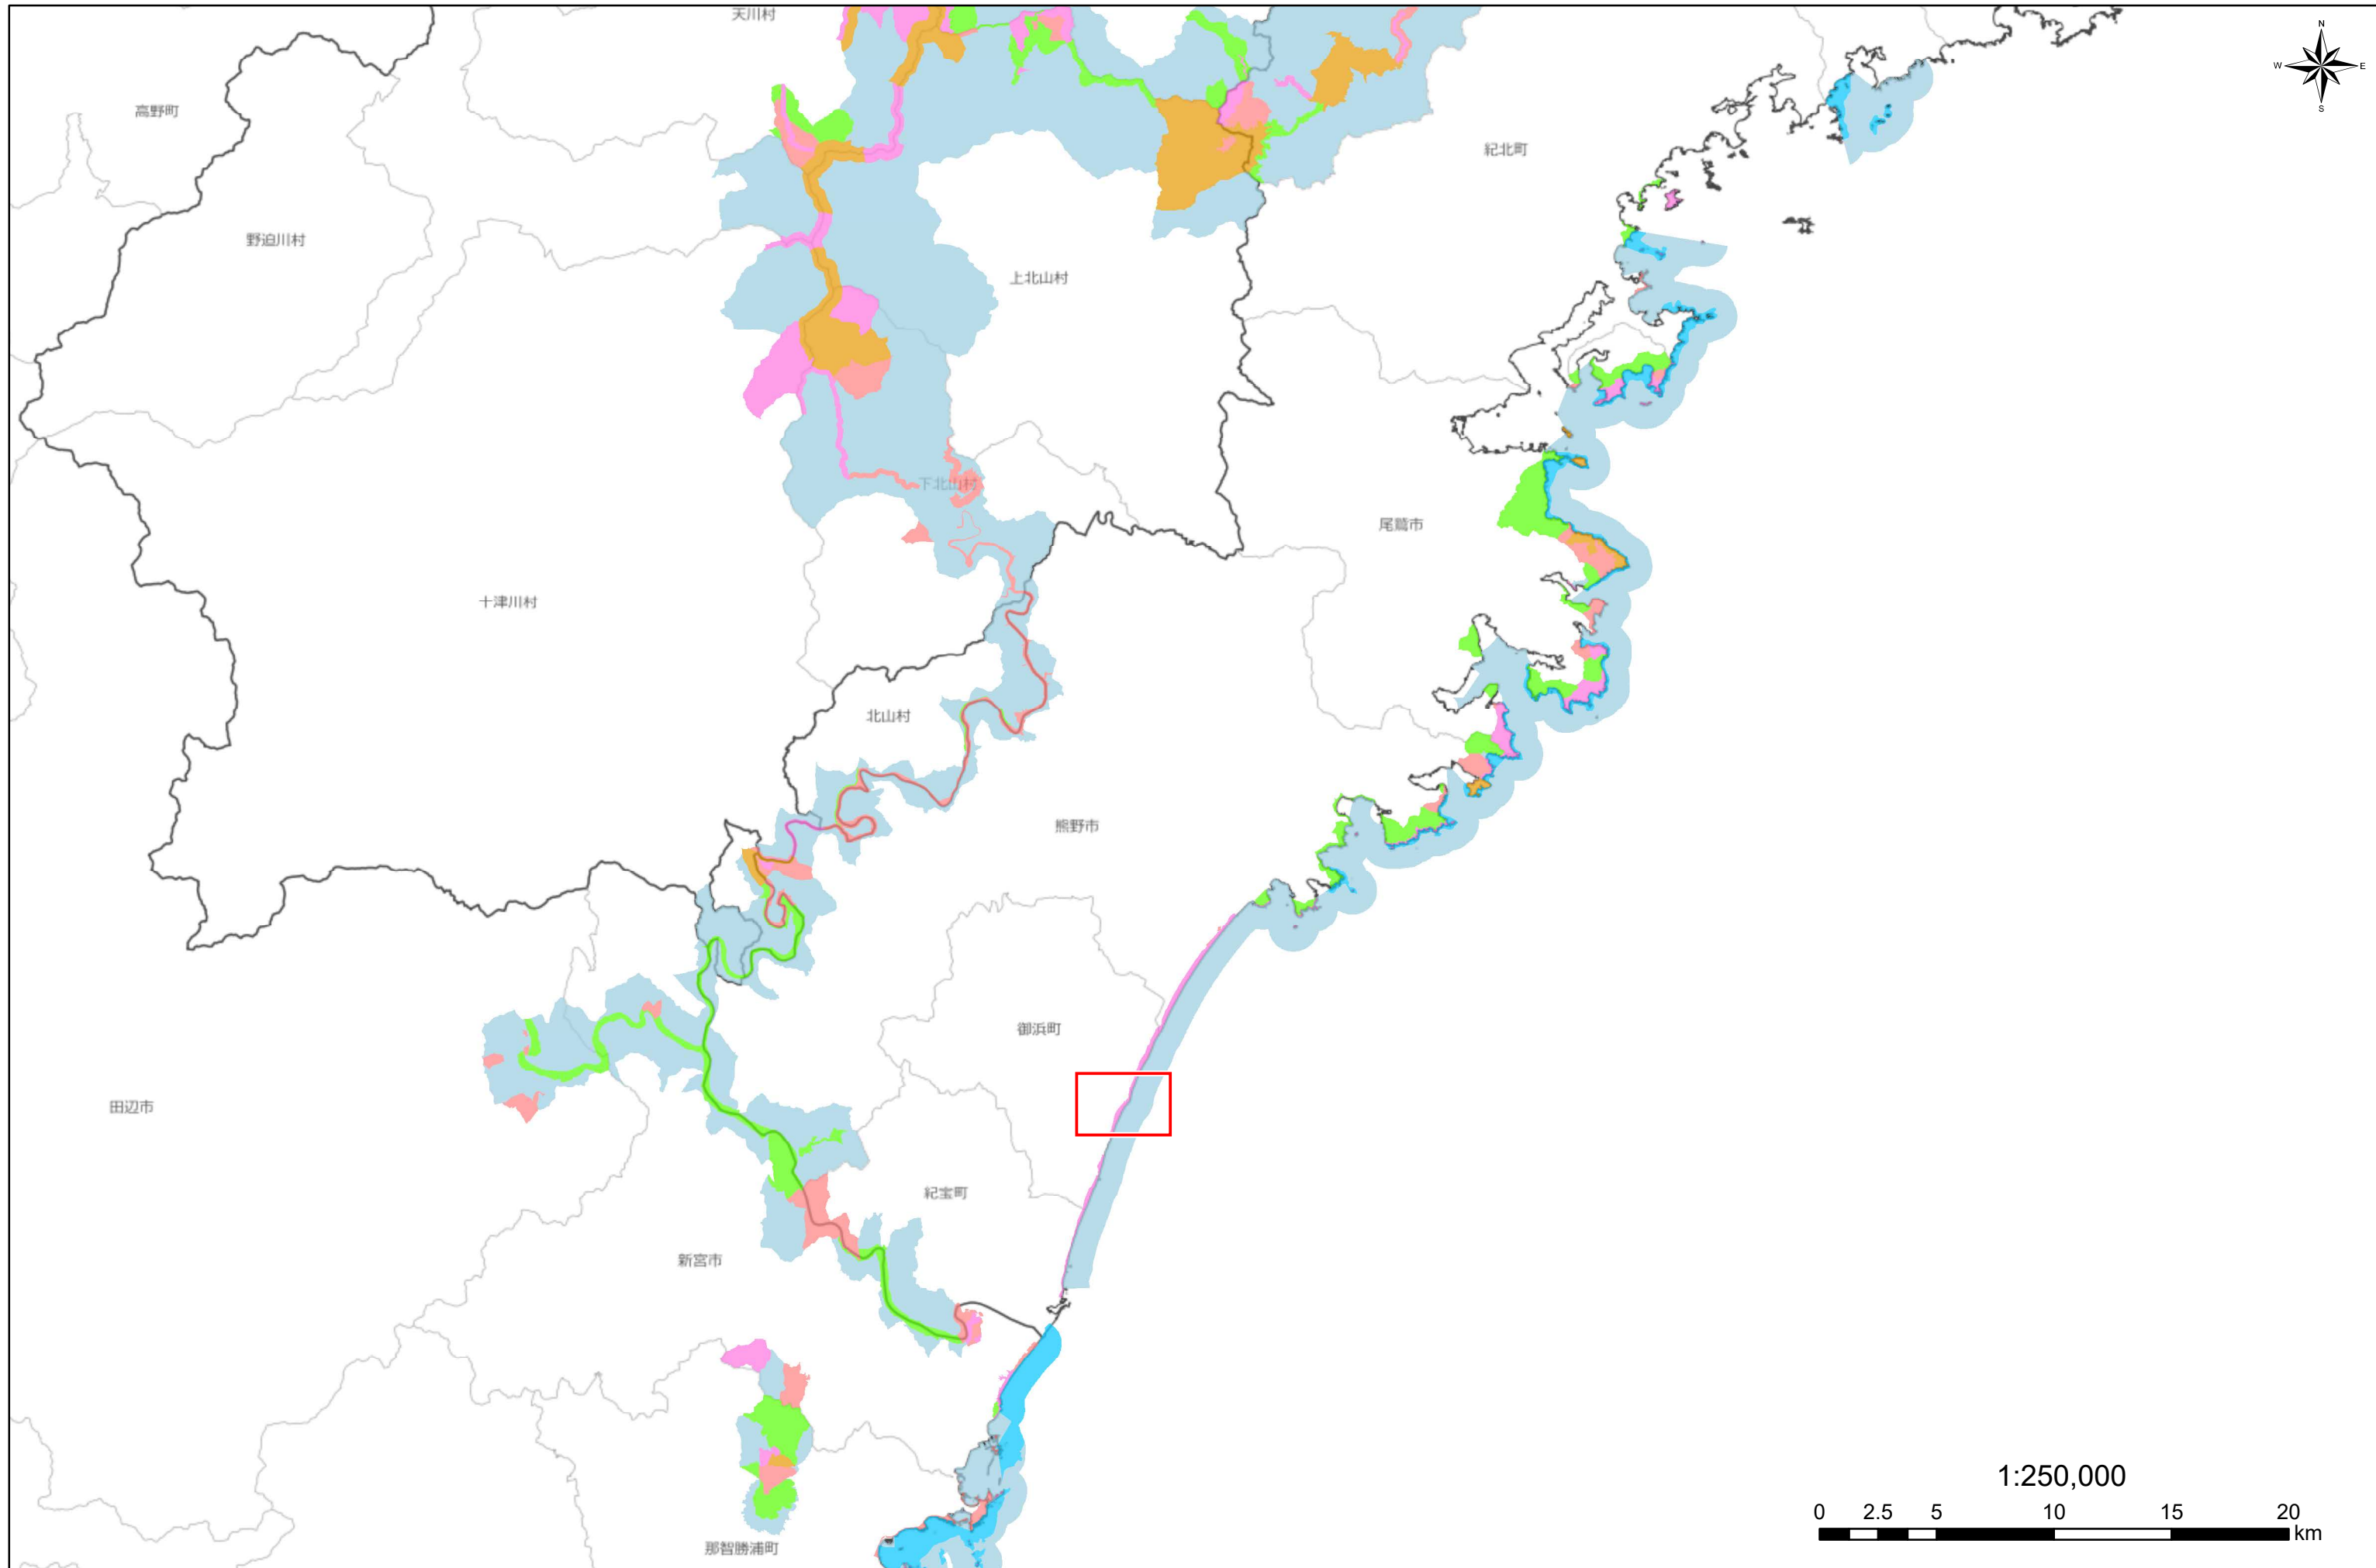 天川村
N
W
E
S
高野町
紀北町
野迫川村
上北山村
下北山村
尾鷲市
十津川村
北山村
熊野市
御浜町
田辺市
紀宝町
新宮市
那智勝浦町
1:250,000
0 2.5 5 10 15 20
km